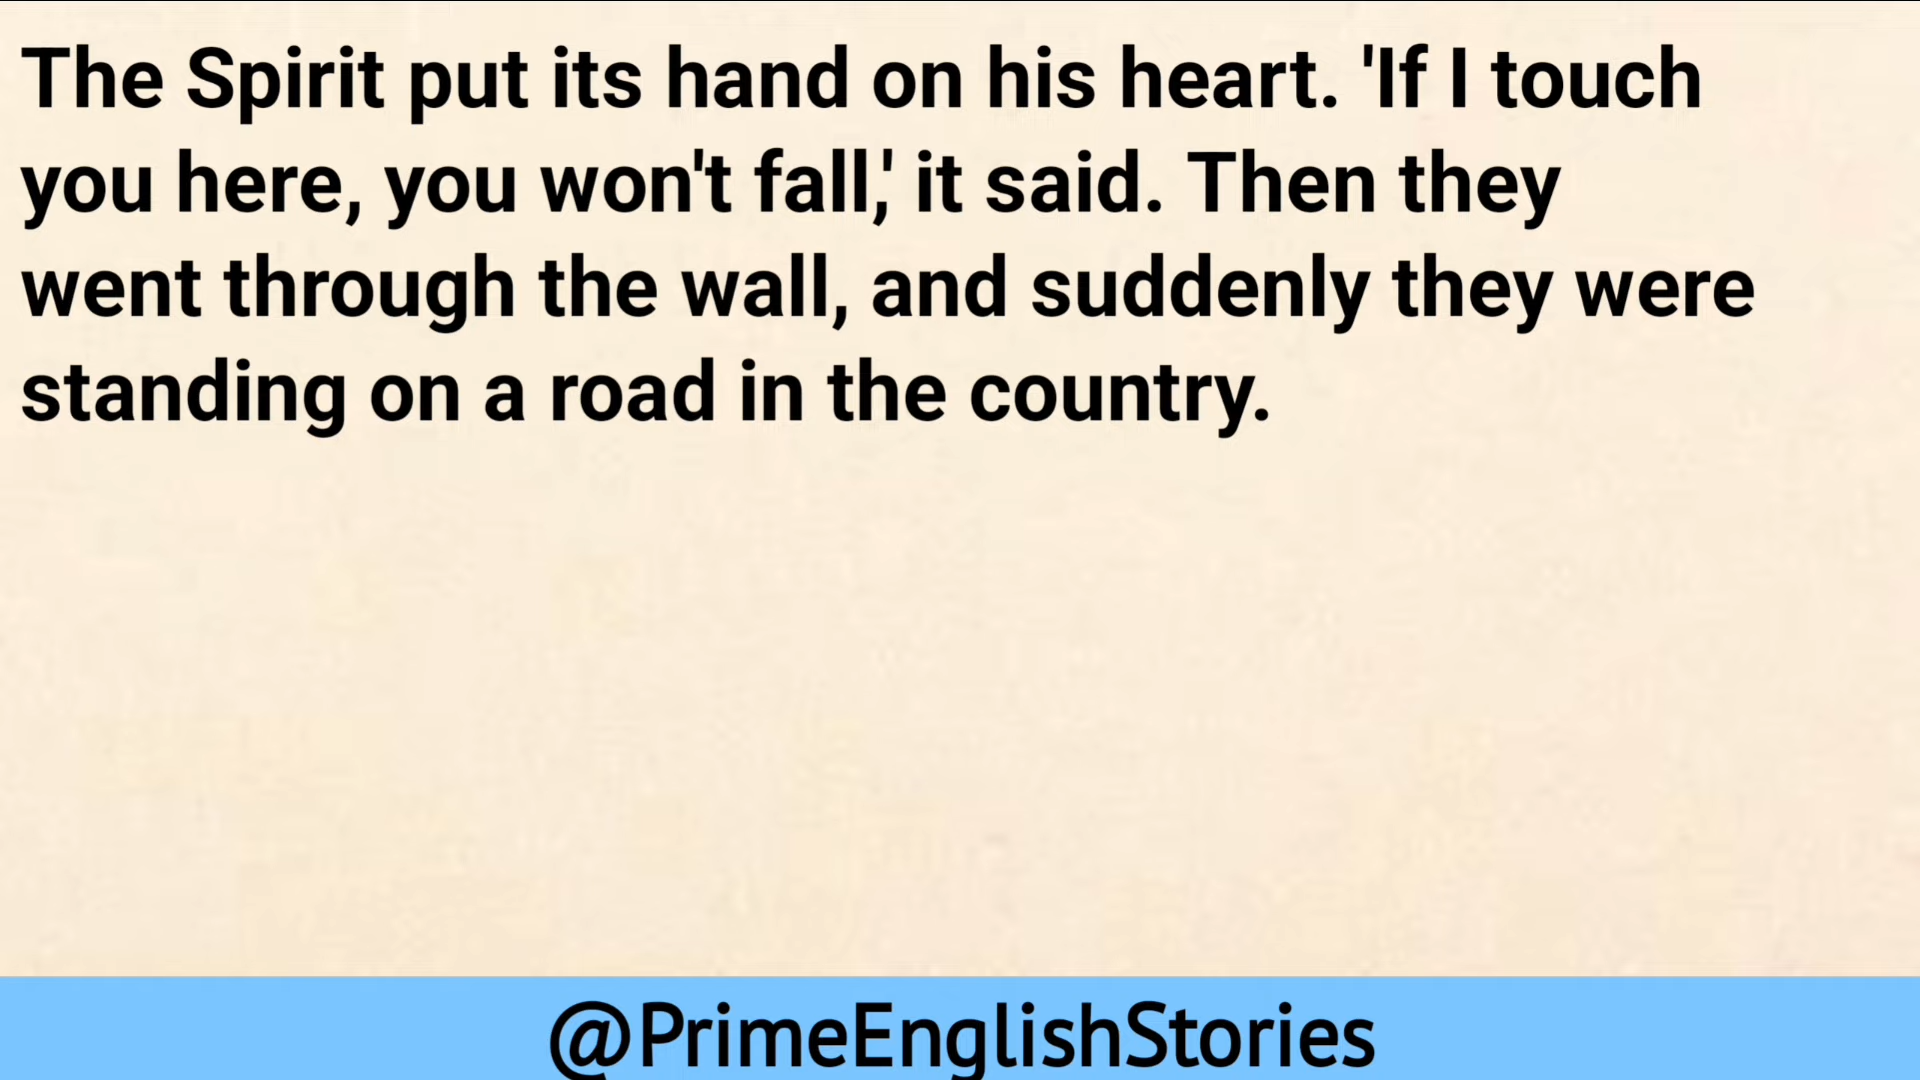 The Spirit put its hand on his heart. 'If I touch
you here, you won't fall,' it said. Then they
went through the wall, and suddenly they were
standing on a road in the country.
@PrimeEnglishStories